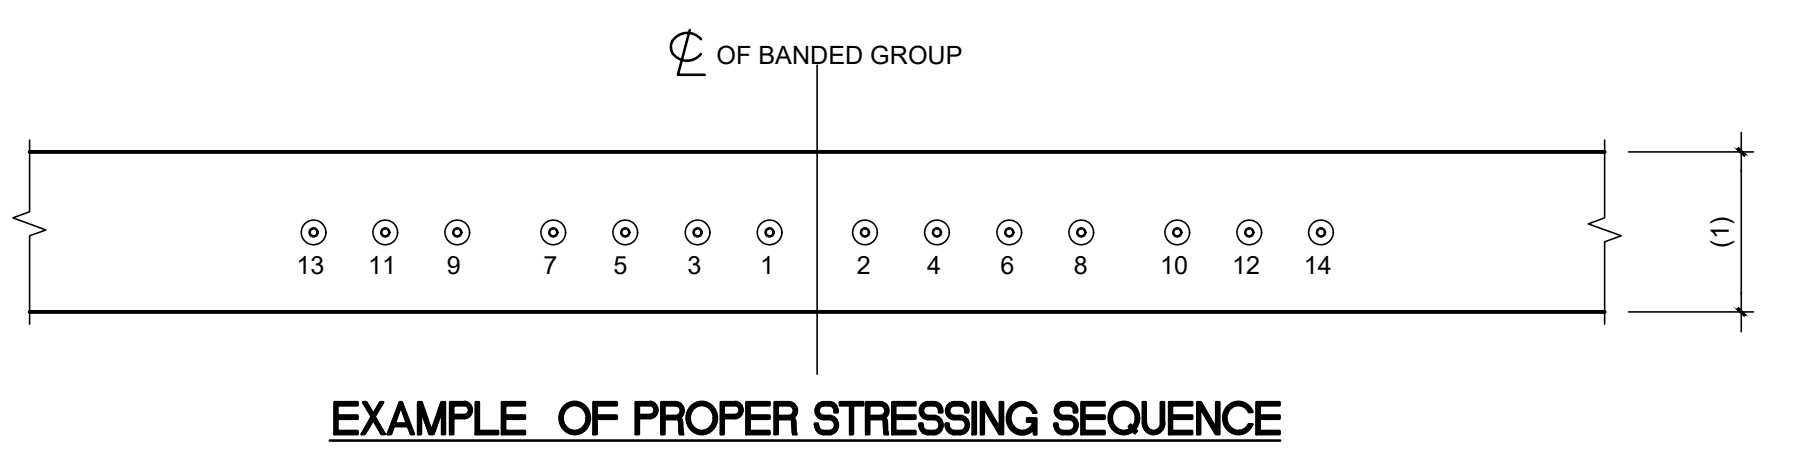 ℄ OF BANDED GROUP
13 11 9 7 5 3 1 2 4 6 8 10 12 14
(1)
EXAMPLE OF PROPER STRESSING SEQUENCE